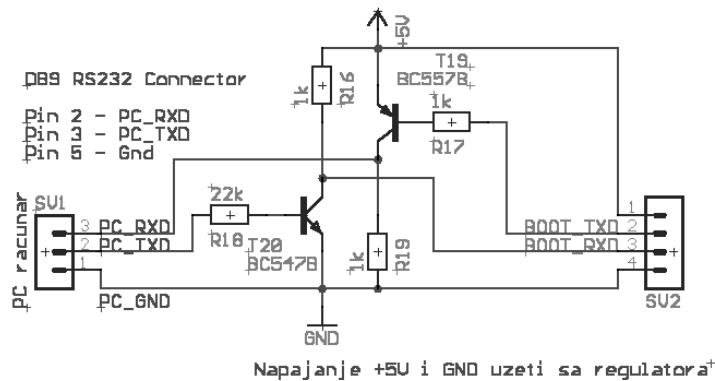 +5V
DB9 RS232 Connector
Pin 2 - PC_RXD
Pin 3 - PC_TXD
Pin 5 - Gnd
1k
R16
T19
BC557B
1k
R17
SV1
PC racunar
3 PC_RXD
2 PC_TXD
1
PC_GND
22k
R18
T20
BC547B
1k
R19
1
BOOT_TXD 2
BOOT_RXD 3
4
SV2
GND
Napajanje +5V i GND uzeti sa regulatora